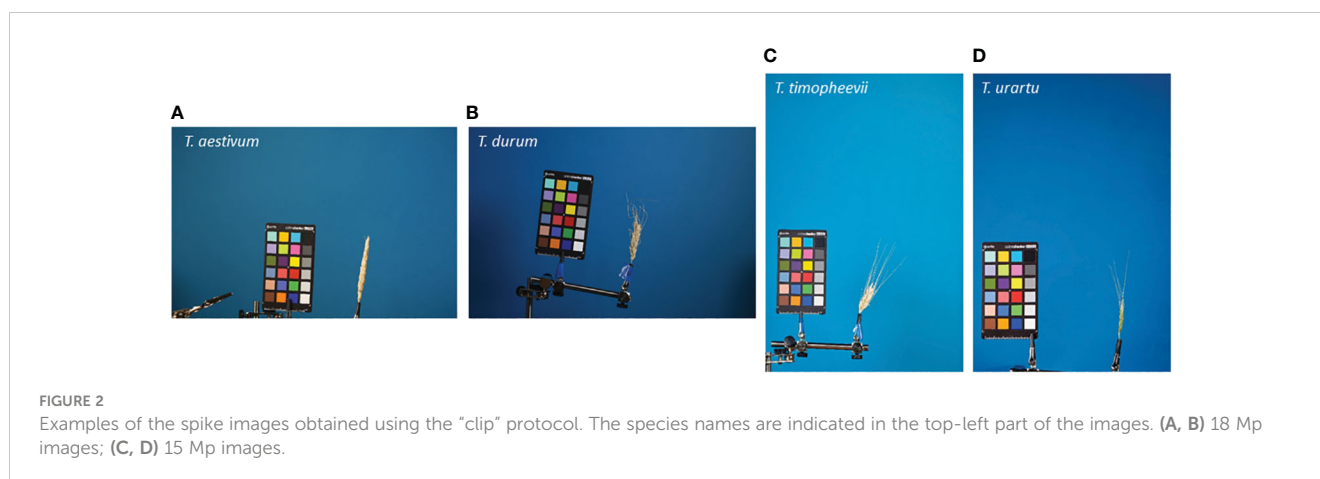 A
T. aestivum
B
T. durum
C
T. timopheevii
D
T. urartu
FIGURE 2
Examples of the spike images obtained using the “clip” protocol. The species names are indicated in the top-left part of the images. (A, B) 18 Mp
images; (C, D) 15 Mp images.